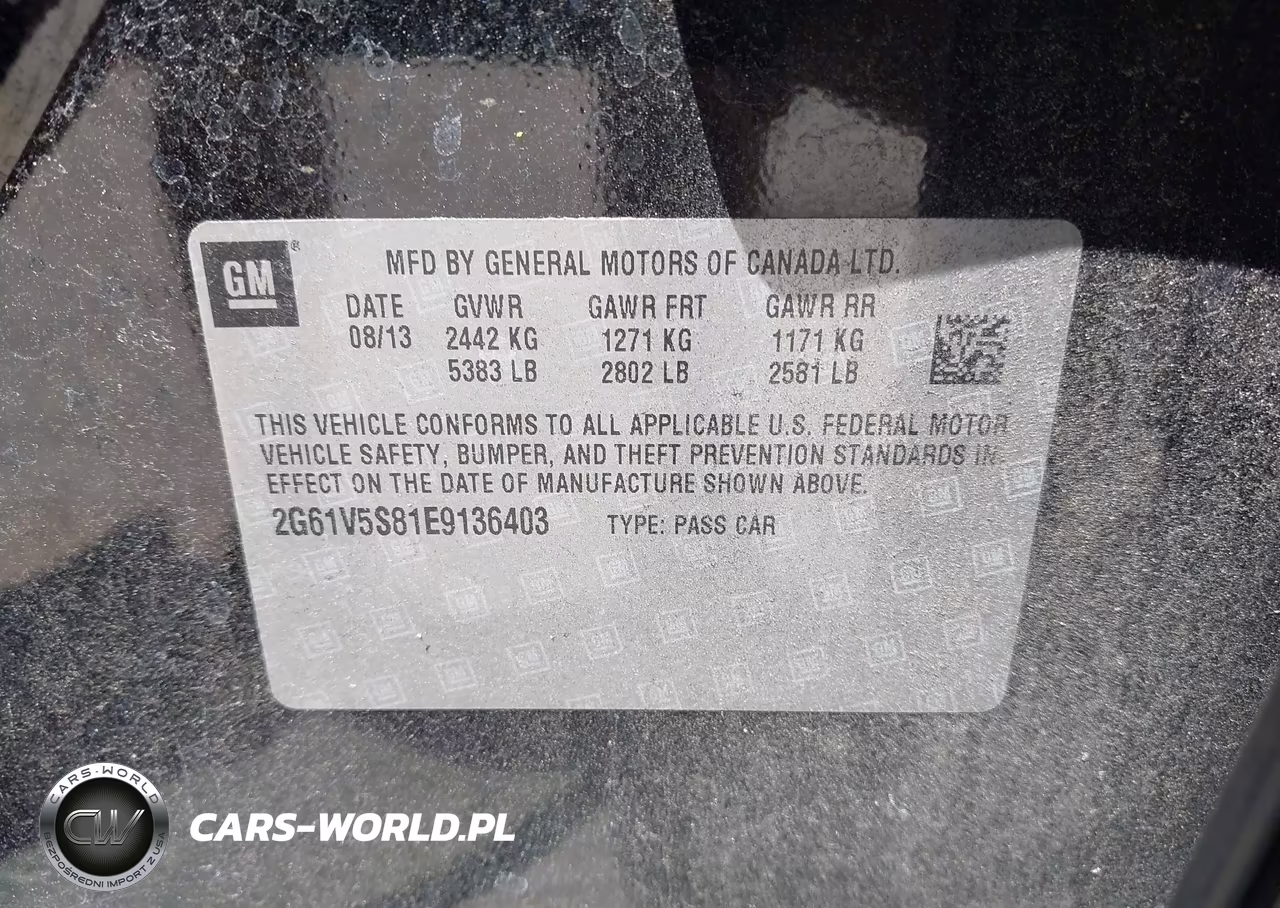 GM ®
MFD BY GENERAL MOTORS OF CANADA LTD.
DATE GVWR GAWR FRT GAWR RR
08/13 2442 KG 1271 KG 1171 KG
5383 LB 2802 LB 2581 LB
THIS VEHICLE CONFORMS TO ALL APPLICABLE U.S. FEDERAL MOTOR
VEHICLE SAFETY, BUMPER, AND THEFT PREVENTION STANDARDS IN
EFFECT ON THE DATE OF MANUFACTURE SHOWN ABOVE.
2G61V5S81E9136403 TYPE: PASS CAR
CARS-WORLD
CW
BEZPOŚREDNI IMPORT Z USA
CARS-WORLD.PL